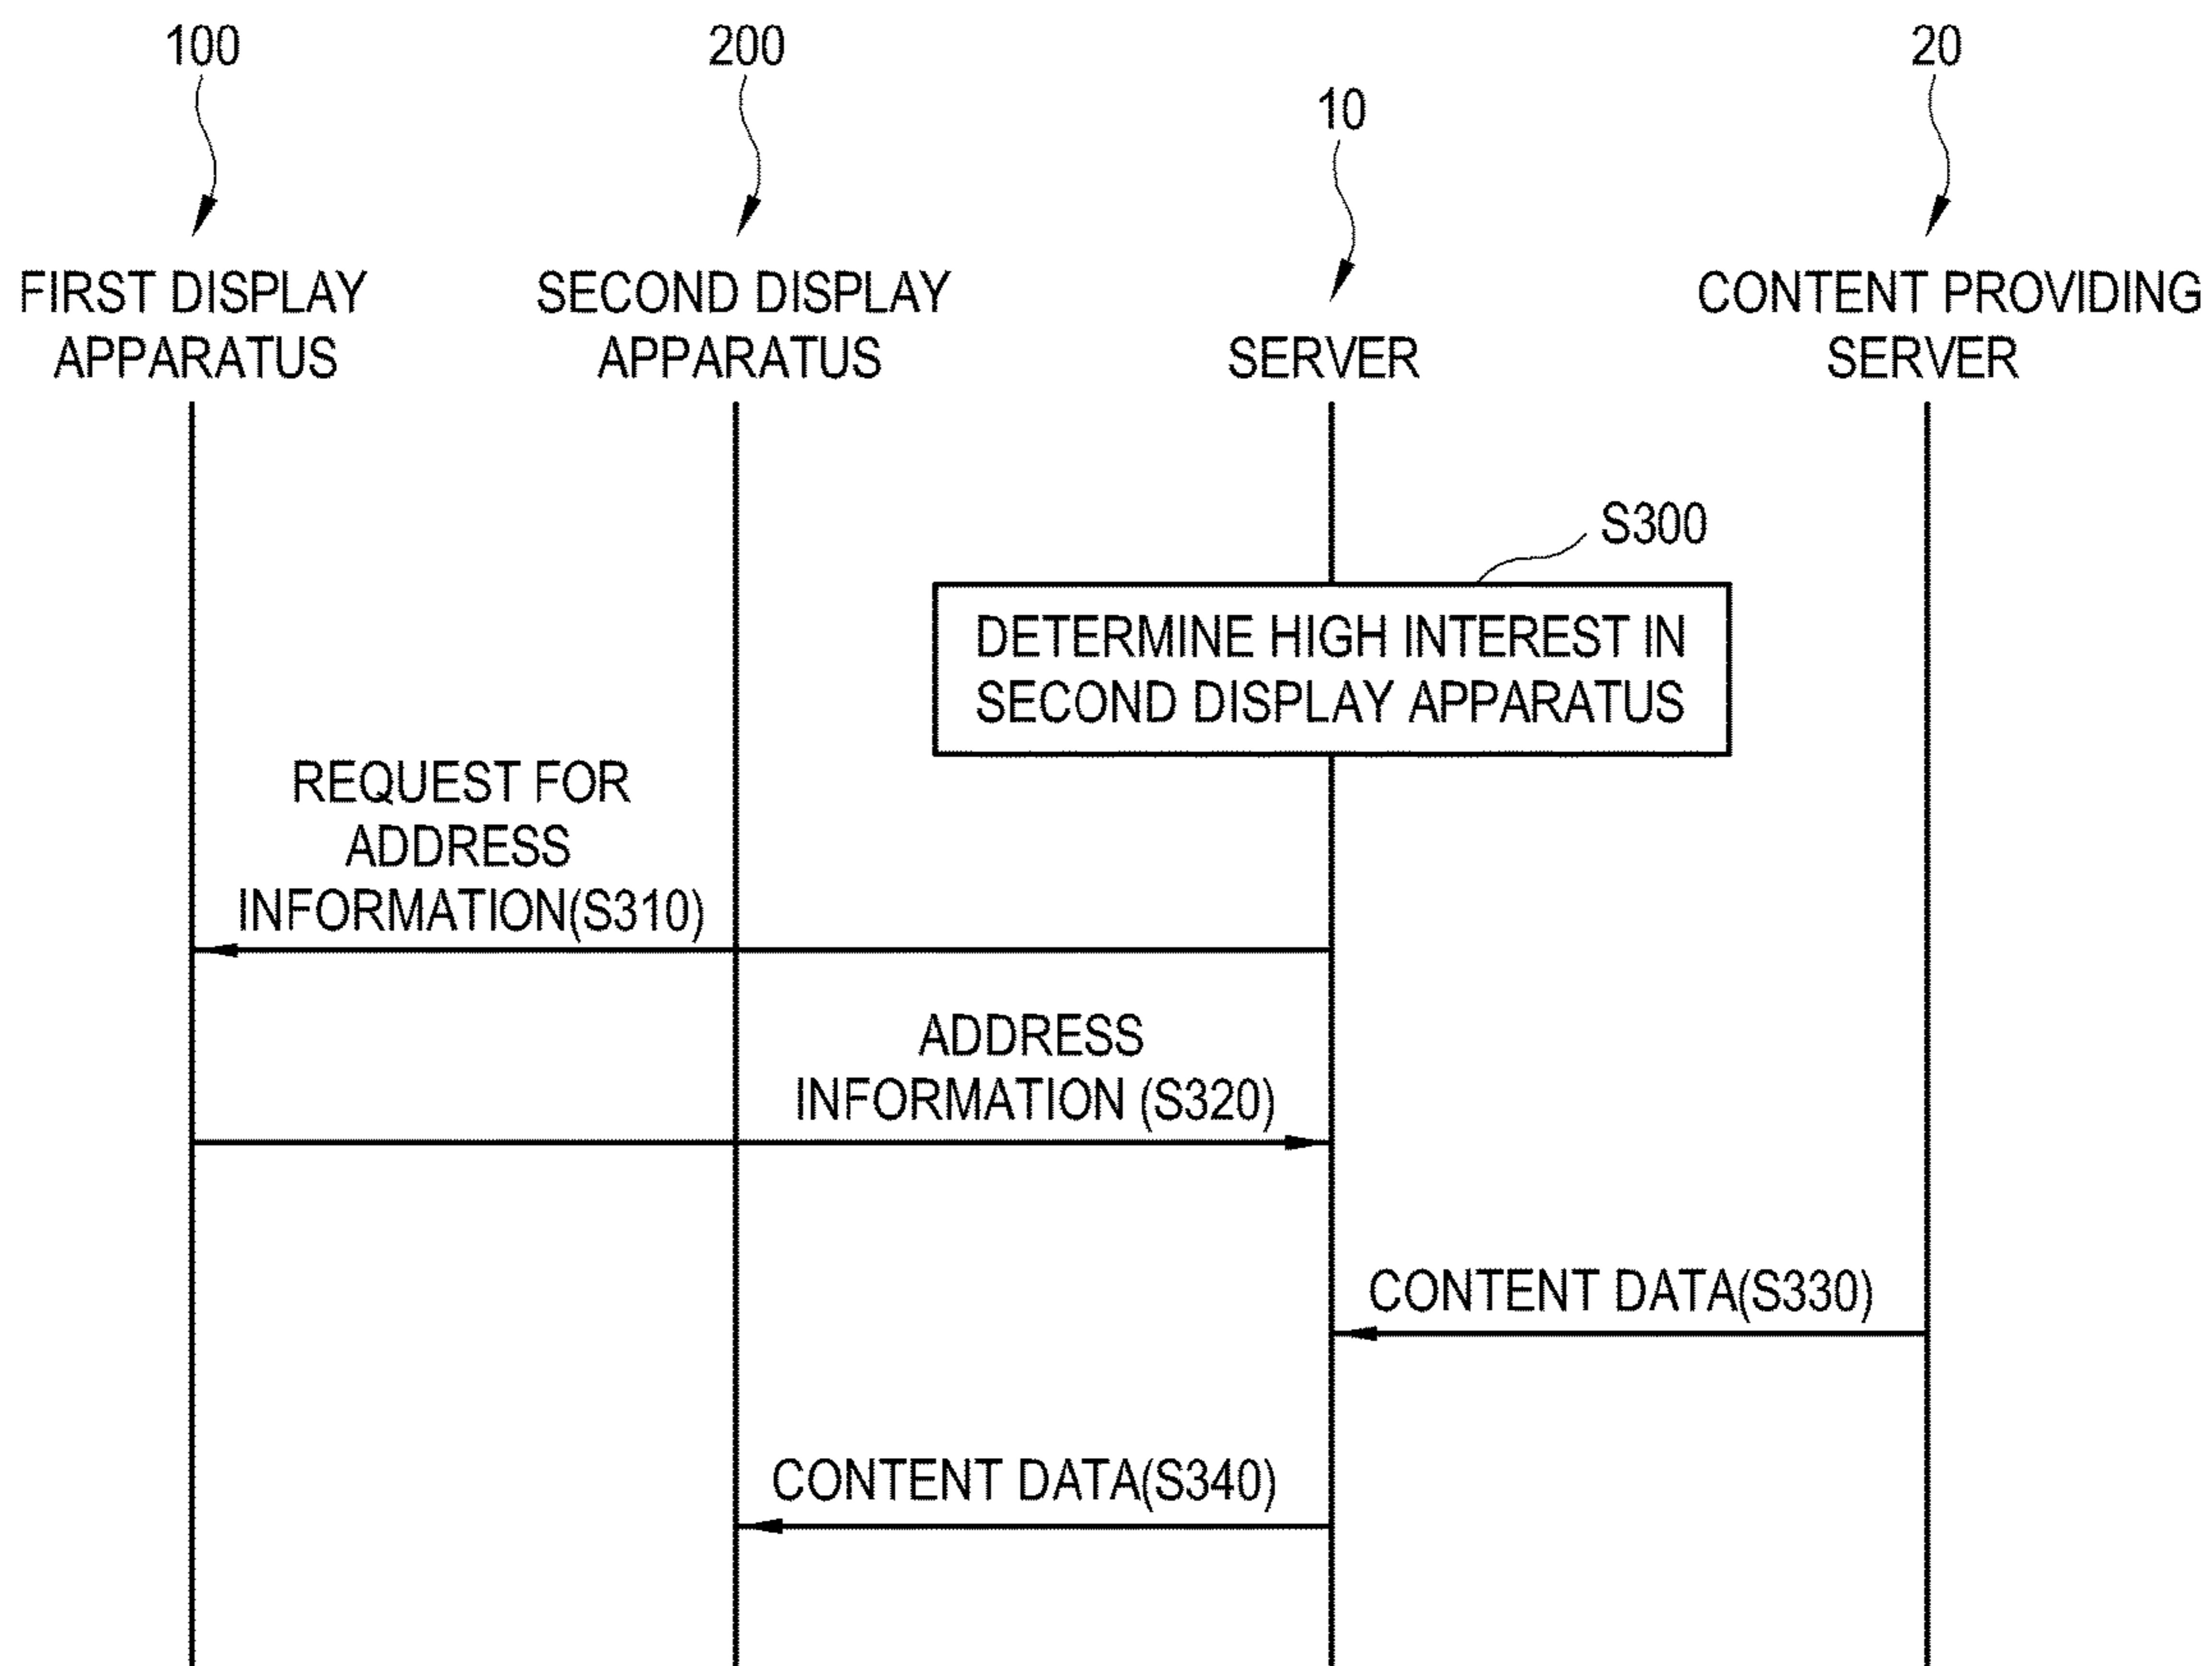 100
200
10
20
FIRST DISPLAY
APPARATUS
SECOND DISPLAY
APPARATUS
SERVER
CONTENT PROVIDING
SERVER
S300
DETERMINE HIGH INTEREST IN
SECOND DISPLAY APPARATUS
REQUEST FOR
ADDRESS
INFORMATION(S310)
ADDRESS
INFORMATION (S320)
CONTENT DATA(S330)
CONTENT DATA(S340)